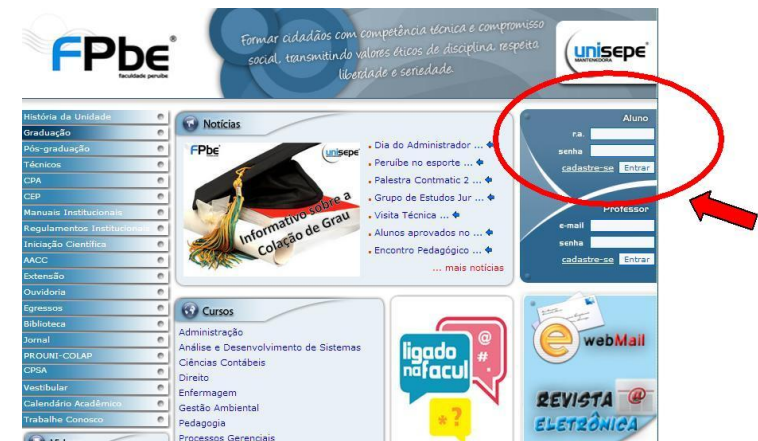 FPbe®
faculdade peruíbe
Formar cidadãos com competência técnica e compromisso
social, transmitindo valores éticos de disciplina, respeito
liberdade e seriedade
unisepe
MANTENEDORA
História da Unidade
Graduação
Pós-graduação
Técnicos
CPA
CEP
Manuais Institucionais
Regulamentos Institucionais
Iniciação Científica
AACC
Extensão
Ouvidoria
Egressos
Biblioteca
Jornal
PROUNI-COLAP
CPSA
Vestibular
Calendário Acadêmico
Trabalhe Conosco
Notícias
FPbe
unisepe
Informativo sobre a
Colação de Grau
Dia do Administrador ...
Peruíbe no esporte ...
Palestra Contmatic 2 ...
Grupo de Estudos Jur ...
Visita Técnica ...
Alunos aprovados no ...
Encontro Pedagógico ...
... mais notícias
Aluno
r.a.
senha
cadastre-se Entrar
Professor
e-mail
senha
cadastre-se Entrar
Cursos
Administração
Análise e Desenvolvimento de Sistemas
Ciências Contábeis
Direito
Enfermagem
Gestão Ambiental
Pedagogia
Processos Gerenciais
ligado
nafacul
@
#
* ?
webMail
REVISTA @
ELETRÔNICA